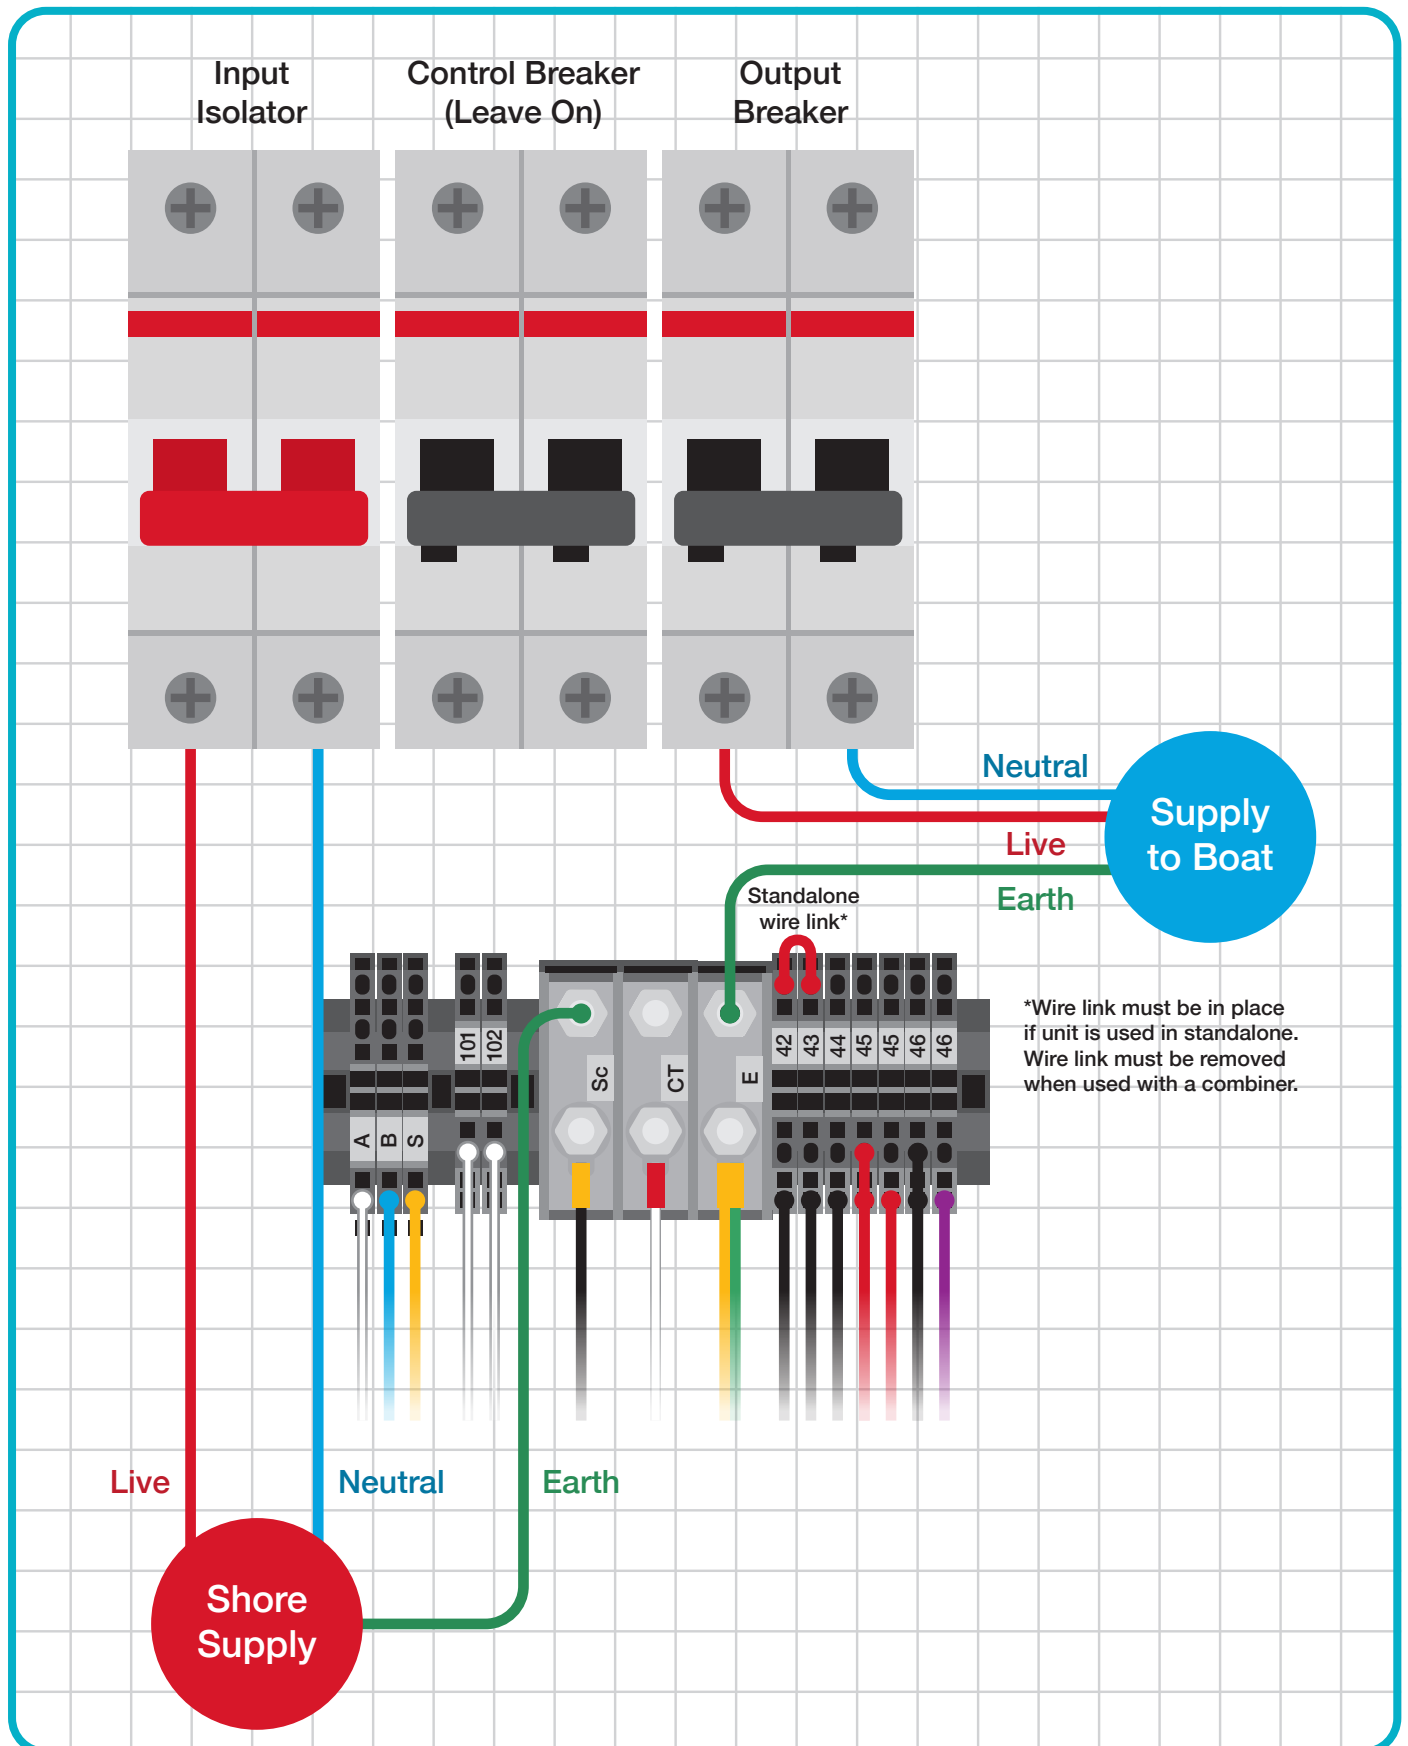 Input
Isolator
Control Breaker
(Leave On)
Output
Breaker
Neutral
Live
Earth
Supply
to Boat
Standalone
wire link*
*Wire link must be in place
if unit is used in standalone.
Wire link must be removed
when used with a combiner.
101
102
Sc
CT
E
42
43
44
45
45
46
46
A
B
S
Live
Neutral
Earth
Shore
Supply